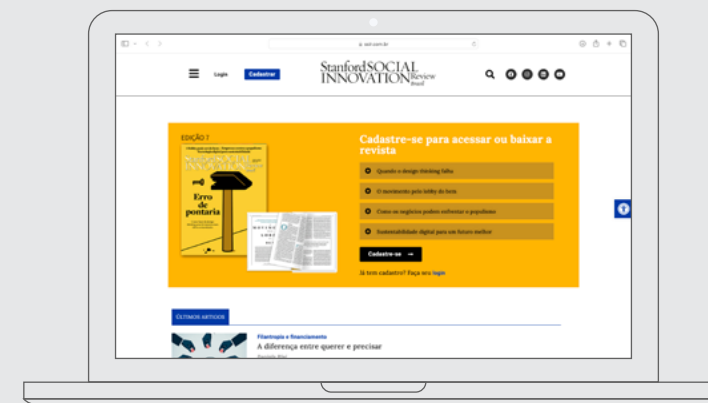 ssir.com.br
Login
Cadastrar
Stanford SOCIAL
INNOVATION Review
Brasil
EDIÇÃO 7
STANFORD SOCIAL
INNOVATION
Erro
de
pontaria
Cadastre-se para acessar ou baixar a
revista
Quando o design thinking falha
O movimento pelo lobby do bem
Como os negócios podem enfrentar o populismo
Sustentabilidade digital para um futuro melhor
Cadastre-se →
Já tem cadastro? Faça seu login
ÚLTIMOS ARTIGOS
Filantropia e financiamento
A diferença entre querer e precisar